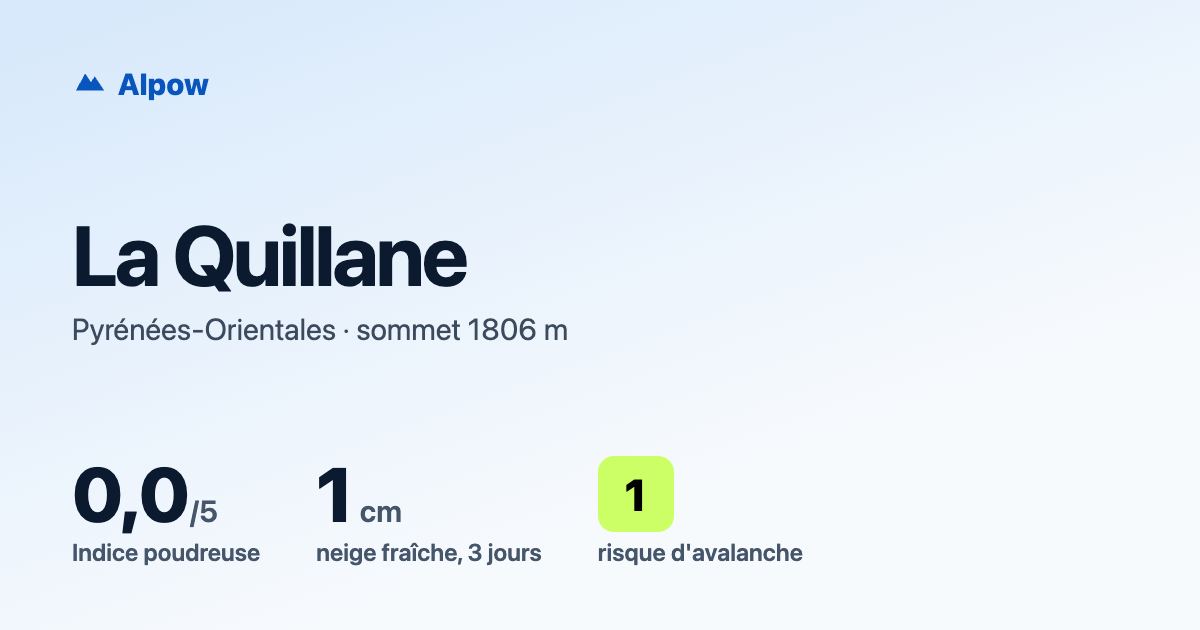 Alpow
La Quillane
Pyrénées-Orientales · sommet 1806 m
0,0/5
Indice poudreuse
1 cm
neige fraîche, 3 jours
1
risque d'avalanche